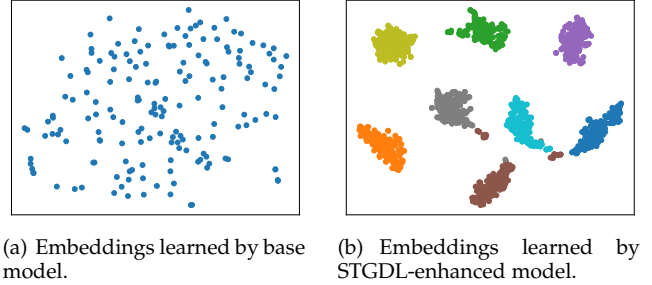 (a) Embeddings learned by base
model.
(b) Embeddings learned by
STGDL-enhanced model.